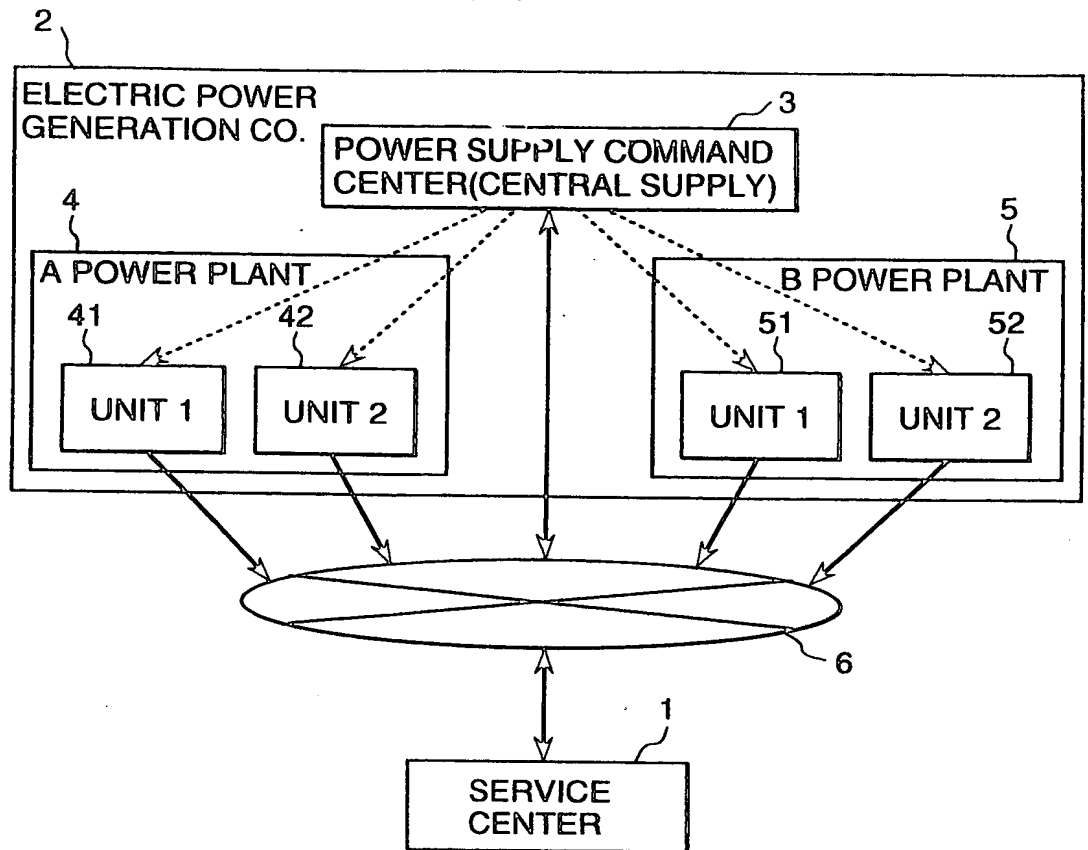 2
ELECTRIC POWER
GENERATION CO.
3
POWER SUPPLY COMMAND
CENTER(CENTRAL SUPPLY)
4
A POWER PLANT
41
42
UNIT 1
UNIT 2
5
B POWER PLANT
51
52
UNIT 1
UNIT 2
6
1
SERVICE
CENTER